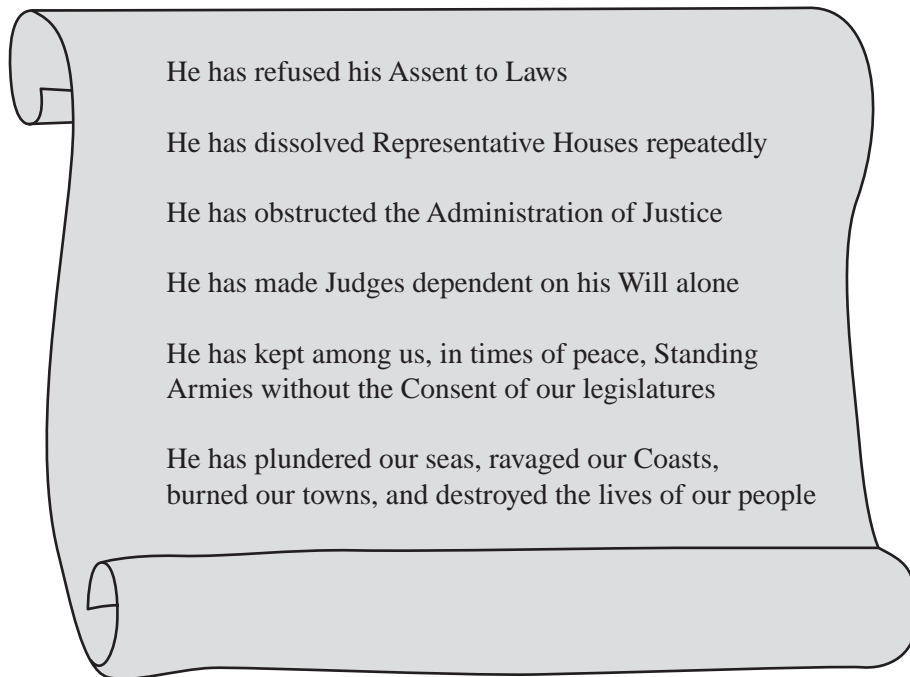 He has refused his Assent to Laws
He has dissolved Representative Houses repeatedly
He has obstructed the Administration of Justice
He has made Judges dependent on his Will alone
He has kept among us, in times of peace, Standing
Armies without the Consent of our legislatures
He has plundered our seas, ravaged our Coasts,
burned our towns, and destroyed the lives of our people